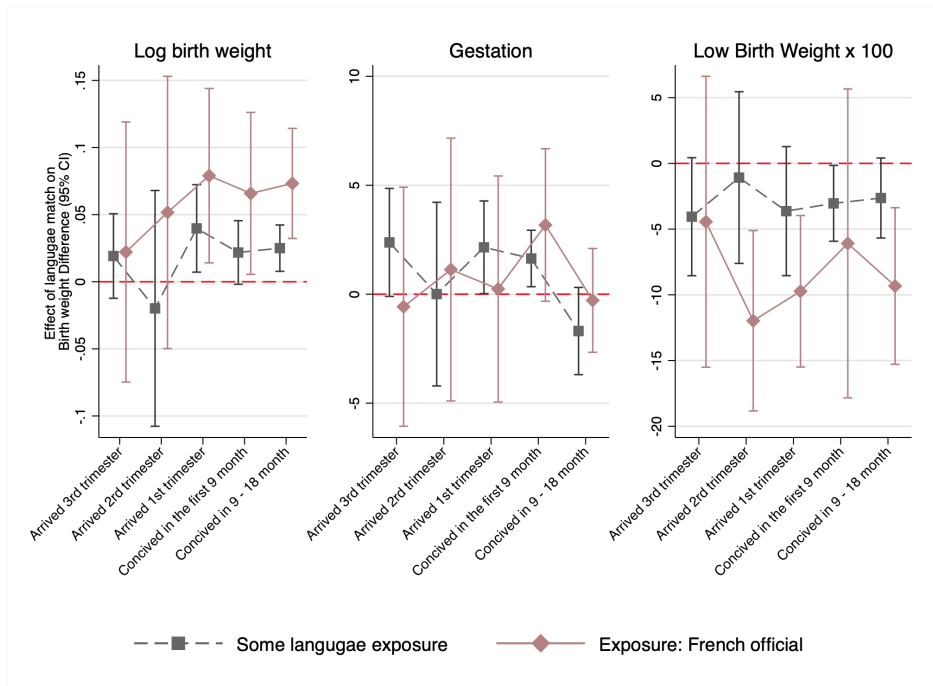 Log birth weight
Gestation
Low Birth Weight x 100
Effect of langugae match on
Birth weight Difference (95% CI)
.15
.1
.05
0
-.05
-.1
10
5
0
-5
5
0
-5
-10
-15
-20
Arrived 3rd trimester
Arrived 2rd trimester
Arrived 1st trimester
Concived in the first 9 month
Concived in 9 - 18 month
Arrived 3rd trimester
Arrived 2rd trimester
Arrived 1st trimester
Concived in the first 9 month
Concived in 9 - 18 month
Arrived 3rd trimester
Arrived 2rd trimester
Arrived 1st trimester
Concived in the first 9 month
Concived in 9 - 18 month
Some langugae exposure
Exposure: French official